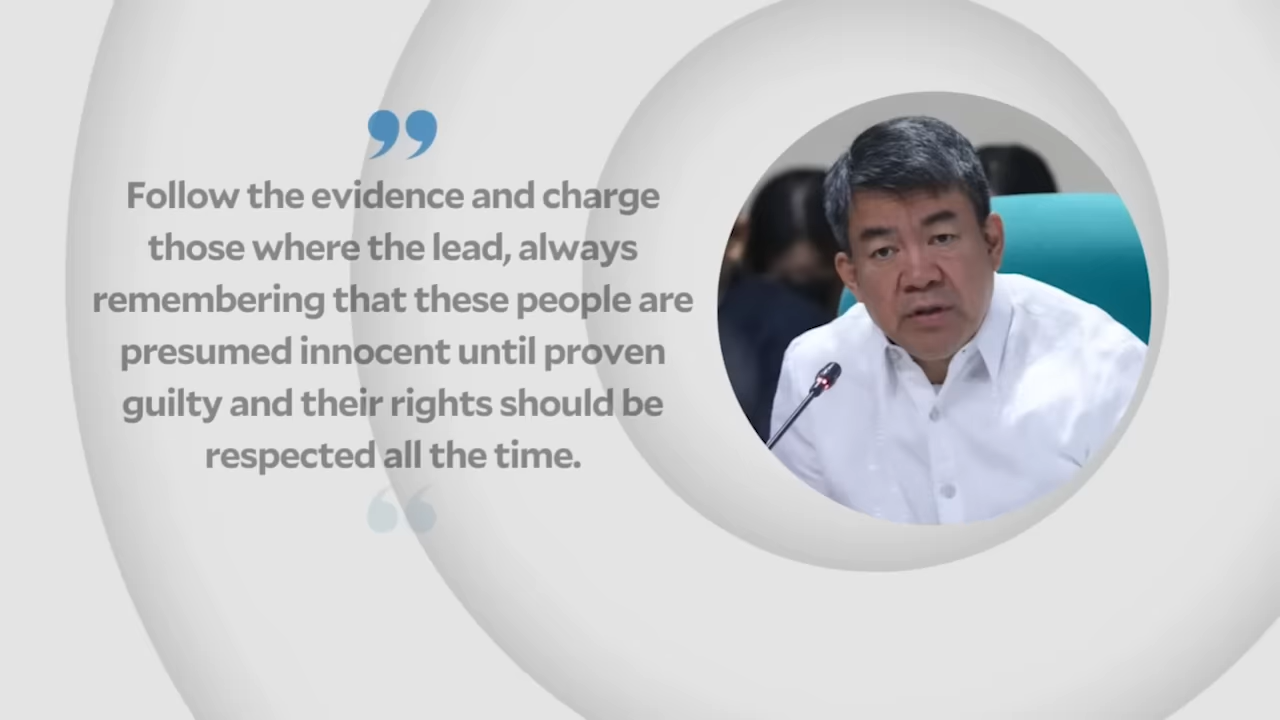 ”
Follow the evidence and charge
those where the lead, always
remembering that these people are
presumed innocent until proven
guilty and their rights should be
respected all the time.
“